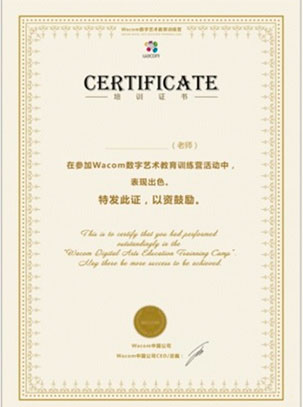 Wacom数字艺术教育训练营
wacom
CERTIFICATE
培训证书
(老师)
在参加Wacom数字艺术教育训练营活动中，
表现出色。
特发此证，以资鼓励。
This is to certify that you had performed
outstandingly in the
"Wacom Digital Arts Education Trainning Camp"
May there be more success to be achieved.
WACOM
Wacom中国公司
Wacom中国公司CEO/总裁：